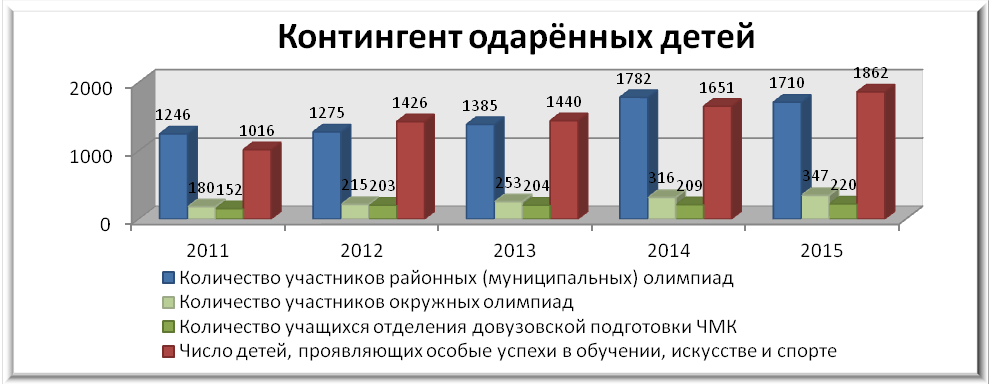 Контингент одарённых детей
2000
1000
0
1246 180 152 1016
1275 215 203 1426
1385 253 204 1440
1782 316 209 1651
1710 347 220 1862
2011 2012 2013 2014 2015
Количество участников районных (муниципальных) олимпиад
Количество участников окружных олимпиад
Количество учащихся отделения довузовской подготовки ЧМК
Число детей, проявляющих особые успехи в обучении, искусстве и спорте